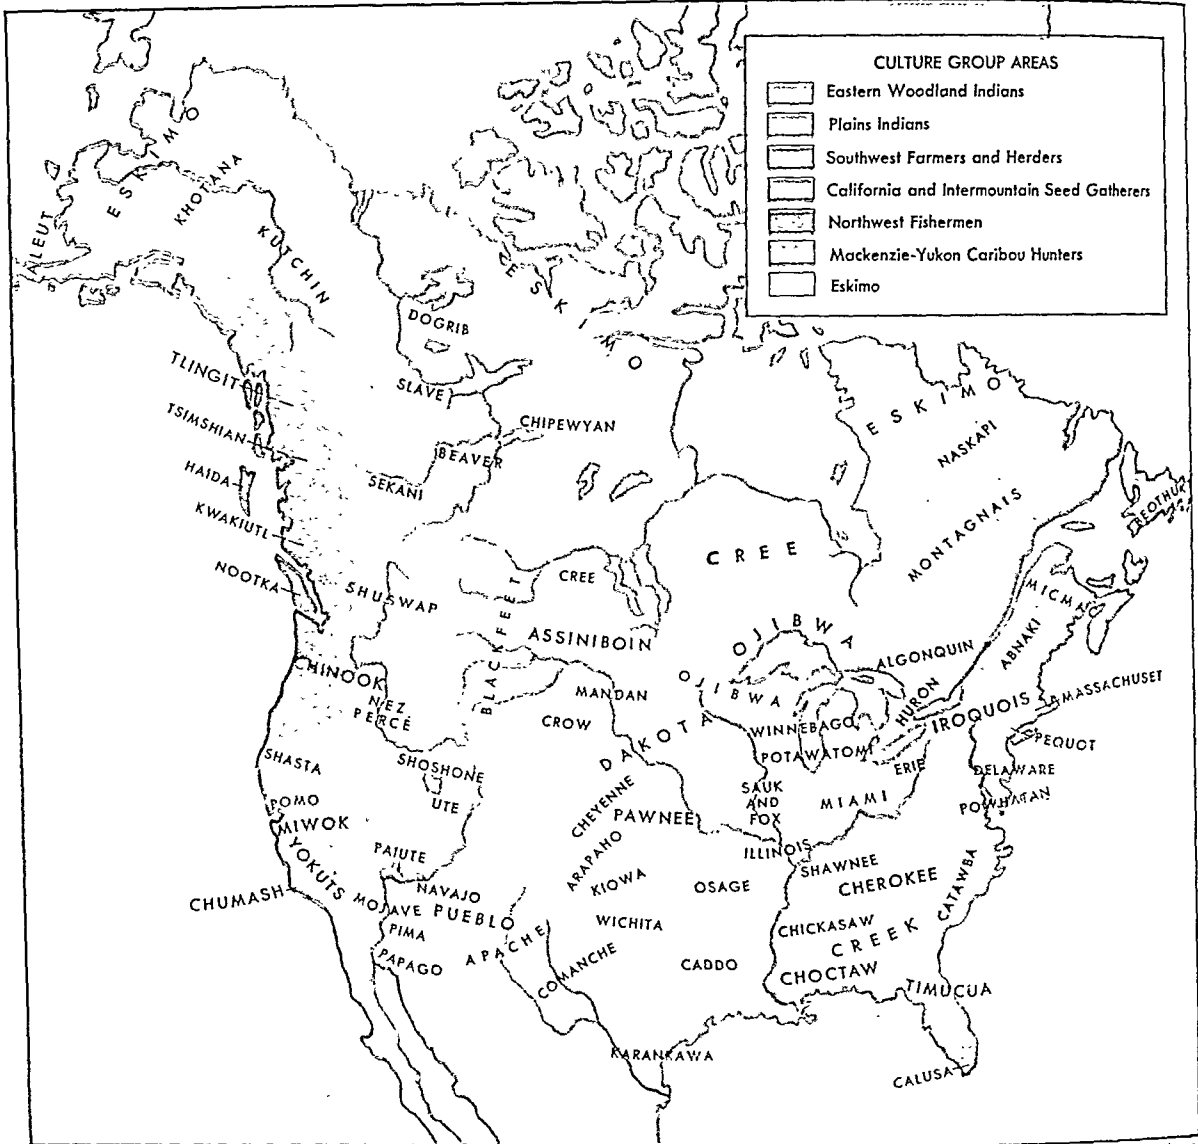 CULTURE GROUP AREAS
Eastern Woodland Indians
Plains Indians
Southwest Farmers and Herders
California and Intermountain Seed Gatherers
Northwest Fishermen
Mackenzie-Yukon Caribou Hunters
Eskimo
ESKIMO
KHOTANA
ALEUT
KUTCHIN
ESKIMO
DOGRIB
TLINGIT
SLAVE
ESKIMO
TSIMSHIAN
CHIPEWYAN
NASKAPI
BEAVER
HAIDA
SEKANI
BEOTHUK
KWAKIUTL
MONTAGNAIS
CREE
NOOTKA
SHUSWAP
CREE
MICMAC
BLACKFEET
ASSINIBOIN
OJIBWA
ABNAKI
ALGONQUIN
CHINOOK
OJIBWA
MANDAN
HURON
MASSACHUSET
NEZ
PERCÉ
CROW
DAKOTA
WINNEBAGO
IROQUOIS
PEQUOT
POTAWATOMI
SHASTA
SHOSHONE
ERIE
DELAWARE
UTE
CHEYENNE
SAUK
AND
FOX
MIAMI
POWHATAN
POMO
MIWOK
PAWNEE
ILLINOIS
YOKUTS
PAIUTE
ARAPAHO
SHAWNEE
KIOWA
OSAGE
CHEROKEE
CATAWBA
CHUMASH
NAVAJO
MOJAVE
PUEBLO
WICHITA
CHICKASAW
PIMA
APACHE
CREEK
PAPAGO
COMANCHE
CADDO
CHOCTAW
TIMUCUA
KARANKAWA
CALUSA